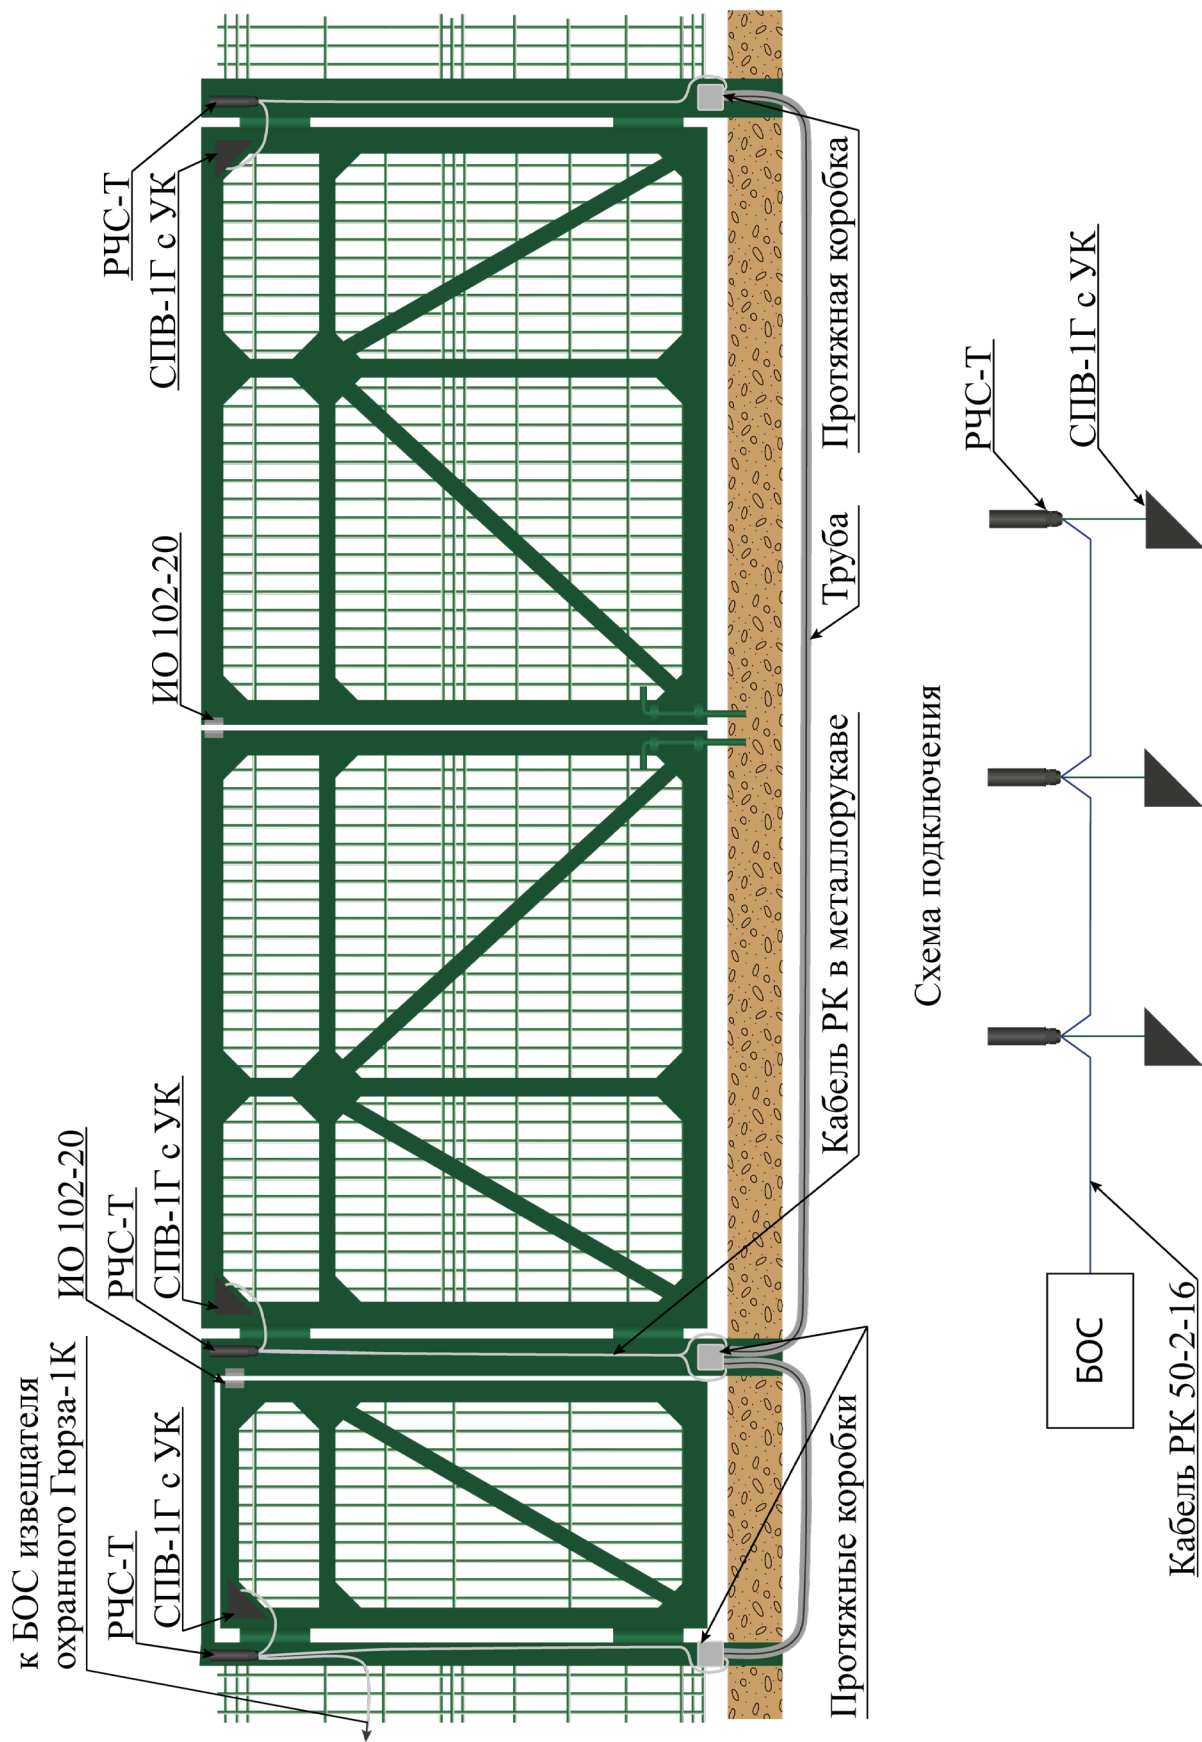 к БОС извещателя
охранного Гюрза-1К
РЧС-Т
СПВ-1Г с УК
ИО 102-20
РЧС-Т
СПВ-1Г с УК
ИО 102-20
РЧС-Т
СПВ-1Г с УК
Протяжные коробки
Кабель РК в металлорукаве
Труба
Протяжная коробка
Схема подключения
БОС
Кабель РК 50-2-16
РЧС-Т
СПВ-1Г с УК